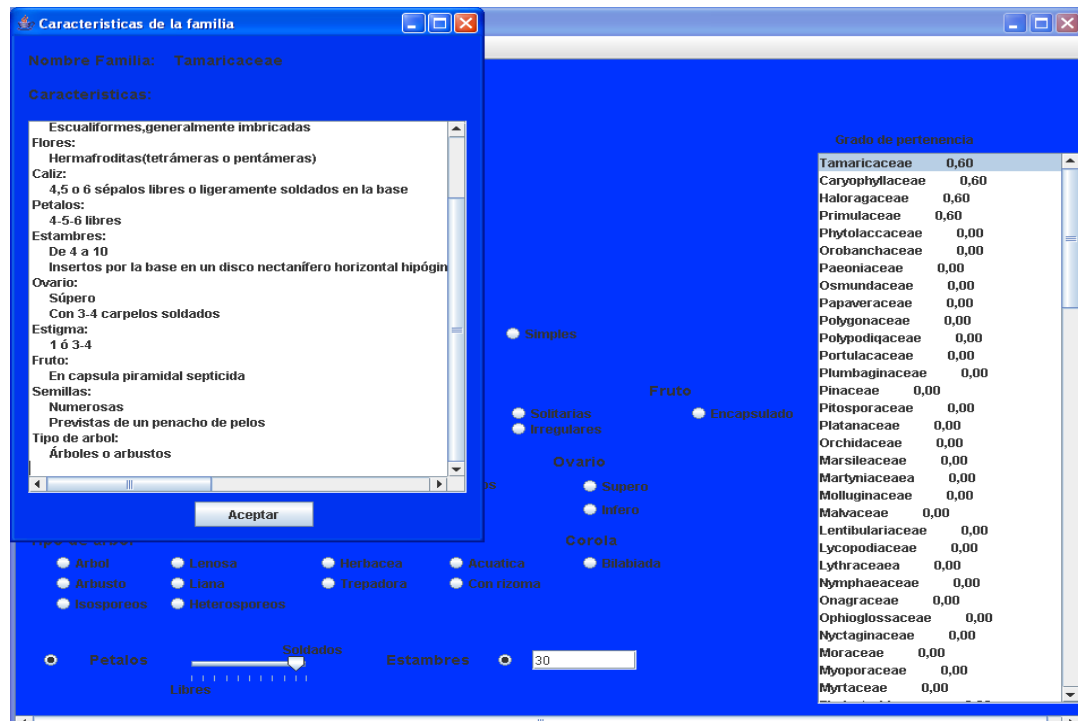 Caracteristicas de la familia
Nombre Familia: Tamaricaceae
Características:
Escualiformes,generalmente imbricadas
Flores:
Hermafroditas(tetrámeras o pentámeras)
Caliz:
4,5 o 6 sépalos libres o ligeramente soldados en la base
Petalos:
4-5-6 libres
Estambres:
De 4 a 10
Insertos por la base en un disco nectanífero horizontal hipógin
Ovario:
Súpero
Con 3-4 carpelos soldados
Estigma:
1 ó 3-4
Fruto:
En capsula piramidal septicida
Semillas:
Numerosas
Previstas de un penacho de pelos
Tipo de arbol:
Árboles o arbustos
Aceptar
Simples
Fruto
Solitarios
Encapsulado
Irregulares
Ovario
Supero
Infero
Corola
Arbol
Lenosa
Herbacea
Acuatica
Bilabiada
Arbusto
Liana
Trepadora
Con rizoma
Isosporeos
Heterosporeos
Petalos
Soldados
Libres
Estambres
30
Grado de pertenencia
Tamaricaceae 0,60
Caryophyllaceae 0,60
Haloragaceae 0,60
Primulaceae 0,60
Phytolaccaceae 0,00
Orobanchaceae 0,00
Paeoniaceae 0,00
Osmundaceae 0,00
Papaveraceae 0,00
Polygonaceae 0,00
Polypodiqaceae 0,00
Portulacaceae 0,00
Plumbaginaceae 0,00
Pinaceae 0,00
Pitosporaceae 0,00
Platanaceae 0,00
Orchidaceae 0,00
Marsileaceae 0,00
Martyniaceaea 0,00
Molluginaceae 0,00
Malvaceae 0,00
Lentibulariaceae 0,00
Lycopodiaceae 0,00
Lythraceaea 0,00
Nymphaeaceae 0,00
Onagraceae 0,00
Ophioglossaceae 0,00
Nyctaginaceae 0,00
Moraceae 0,00
Myoporaceae 0,00
Myrtaceae 0,00